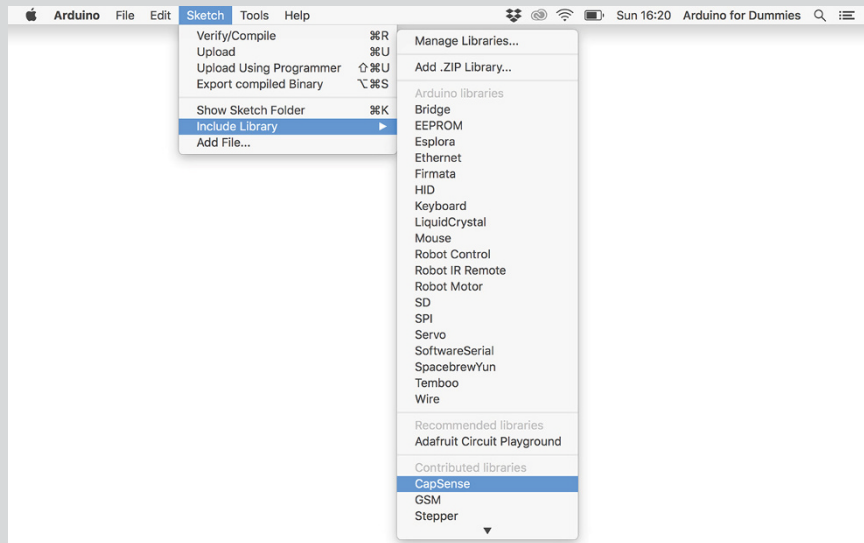 Arduino File Edit Sketch Tools Help Sun 16:20 Arduino for Dummies
Verify/Compile ⌘R
Upload ⌘U
Upload Using Programmer ⇧⌘U
Export compiled Binary ⌥⌘S
Show Sketch Folder ⌘K
Include Library
Add File...
Manage Libraries...
Add .ZIP Library...
Arduino libraries
Bridge
EEPROM
Esplora
Ethernet
Firmata
HID
Keyboard
LiquidCrystal
Mouse
Robot Control
Robot IR Remote
Robot Motor
SD
SPI
Servo
SoftwareSerial
SpacebrewYun
Temboo
Wire
Recommended libraries
Adafruit Circuit Playground
Contributed libraries
CapSense
GSM
Stepper